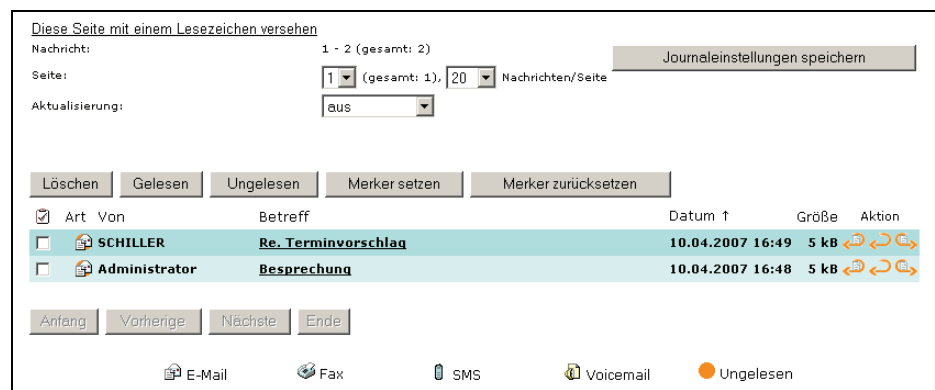 Diese Seite mit einem Lesezeichen versehen
Nachricht: 1 - 2 (gesamt: 2)
Journaleinstellungen speichern
Seite: 1 (gesamt: 1), 20 Nachrichten/Seite
Aktualisierung: aus
Löschen Gelesen Ungelesen Merker setzen Merker zurücksetzen
Art Von Betreff Datum ↑ Größe Aktion
SCHILLER Re. Terminvorschlag 10.04.2007 16:49 5 kB
Administrator Besprechung 10.04.2007 16:48 5 kB
Anfang Vorherige Nächste Ende
E-Mail Fax SMS Voicemail Ungelesen